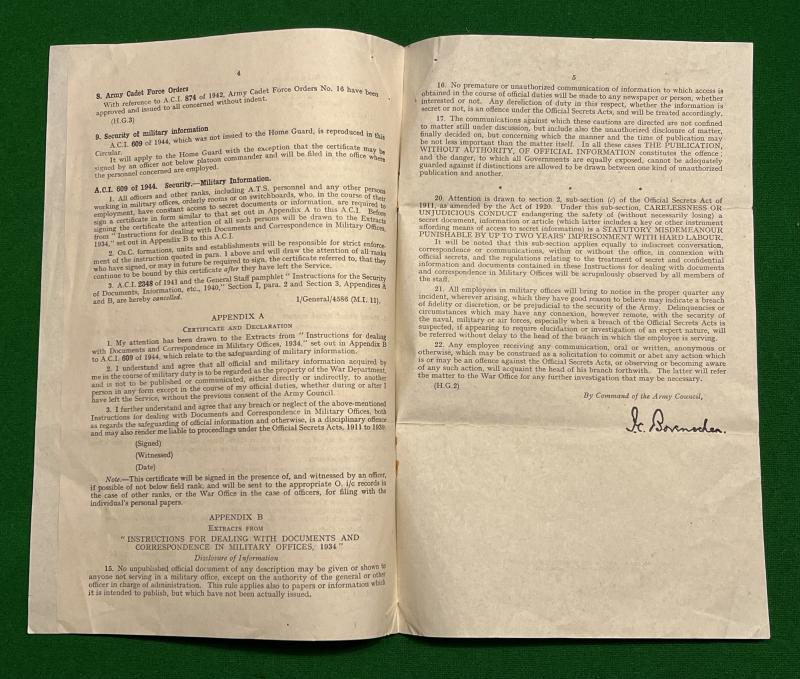 4
8. Army Cadet Force Orders
With reference to A.C.I. 874 of 1942, Army Cadet Force Orders No. 16 have been
approved and issued to all concerned without indent.
(H.G.3)
9. Security of military information
A.C.I. 609 of 1944, which was not issued to the Home Guard, is reproduced in this
Circular.
It will apply to the Home Guard with the exception that the certificate may be
signed by an officer not below platoon commander and will be filed in the office where
the personnel concerned are employed.
A.C.I. 609 of 1944. Security.—Military Information.
1. All officers and other ranks, including A.T.S. personnel and any other persons
working in military offices, orderly rooms or on switchboards, who, in the course of their
employment, have constant access to secret documents or information, are required to
sign a certificate in form similar to that set out in Appendix A to this A.C.I. Before
signing the certificate the attention of all such persons will be drawn to the Extracts
from "Instructions for dealing with Documents and Correspondence in Military Offices,
1934," set out in Appendix B to this A.C.I.
2. Os.C. formations, units and establishments will be responsible for strict enforce-
ment of the instruction quoted in para. 1 above and will draw the attention of all ranks
who have signed, or may in future be required to sign, the certificate referred to, that they
continue to be bound by this certificate after they have left the Service.
3. A.C.I. 2348 of 1941 and the General Staff pamphlet "Instructions for the Security
of Documents, Information, etc., 1940," Section I, para. 2 and Section 3, Appendices A
and B, are hereby cancelled.
1/General/4586 (M.I. 11).
APPENDIX A
CERTIFICATE AND DECLARATION
1. My attention has been drawn to the Extracts from "Instructions for dealing
with Documents and Correspondence in Military Offices, 1934," set out in Appendix B
to A.C.I. 609 of 1944, which relate to the safeguarding of military information.
2. I understand and agree that all official and military information acquired by
me in the course of military duty is to be regarded as the property of the War Department,
and is not to be published or communicated, either directly or indirectly, to another
person in any form except in the course of my official duties, whether during or after I
have left the Service, without the previous consent of the Army Council.
3. I further understand and agree that any breach or neglect of the above-mentioned
Instructions for dealing with Documents and Correspondence in Military Offices, both
as regards the safeguarding of official information and otherwise, is a disciplinary offence
and may also render me liable to proceedings under the Official Secrets Acts, 1911 to 1939.
(Signed)
(Witnessed)
(Date)
Note.—This certificate will be signed in the presence of, and witnessed by an officer,
if possible of not below field rank, and will be sent to the appropriate O. i/c records in
the case of other ranks, or the War Office in the case of officers, for filing with the
individual's personal papers.
APPENDIX B
EXTRACTS FROM
"INSTRUCTIONS FOR DEALING WITH DOCUMENTS AND
CORRESPONDENCE IN MILITARY OFFICES, 1934"
Disclosure of Information
15. No unpublished official document of any description may be given or shown to
anyone not serving in a military office, except on the authority of the general or other
officer in charge of administration. This rule applies also to papers or information which
it is intended to publish, but which have not been actually issued.
5
16. No premature or unauthorized communication of information to which access is
obtained in the course of official duties will be made to any newspaper or person, whether
interested or not. Any dereliction of duty in this respect, whether the information is
secret or not, is an offence under the Official Secrets Acts, and will be treated accordingly.
17. The communications against which these cautions are directed are not confined
to matter still under discussion, but include also the unauthorized disclosure of matter,
finally decided on, but concerning which the manner and the time of publication may
be not less important than the matter itself. In all these cases THE PUBLICATION,
WITHOUT AUTHORITY, OF OFFICIAL INFORMATION constitutes the offence;
and the danger, to which all Governments are equally exposed, cannot be adequately
guarded against if distinctions are allowed to be drawn between one kind of unauthorized
publication and another.
* * *
20. Attention is drawn to section 2, sub-section (c) of the Official Secrets Act of
1911, as amended by the Act of 1920. Under this sub-section, CARELESSNESS OR
UNJUDICIOUS CONDUCT endangering the safety of (without necessarily losing) a
secret document, information or article (which latter includes a key or other instrument
affording means of access to secret information) is a STATUTORY MISDEMEANOUR
PUNISHABLE BY UP TO TWO YEARS' IMPRISONMENT WITH HARD LABOUR.
It will be noted that this sub-section applies equally to indiscreet conversation,
correspondence or communications, within or without the office, in connexion with
official secrets, and the regulations relating to the treatment of secret and confidential
information and documents contained in these Instructions for dealing with documents
and correspondence in Military Offices will be scrupulously observed by all members of
the staff.
21. All employees in military offices will bring to notice in the proper quarter any
incident, wherever arising, which they have good reason to believe may indicate a breach
of fidelity or discretion, or be prejudicial to the security of the Army. Delinquencies or
circumstances which may have any connexion, however remote, with the security of
the naval, military or air forces, especially when a breach of the Official Secrets Acts is
suspected, if appearing to require elucidation or investigation of an expert nature, will
be referred without delay to the head of the branch in which the employee is serving.
22. Any employee receiving any communication, oral or written, anonymous or
otherwise, which may be construed as a solicitation to commit or abet any action which
is or may be an offence against the Official Secrets Acts, or observing or becoming aware
of any such action, will acquaint the head of his branch forthwith. The latter will refer
the matter to the War Office for any further investigation that may be necessary.
(H.G.2)
By Command of the Army Council,